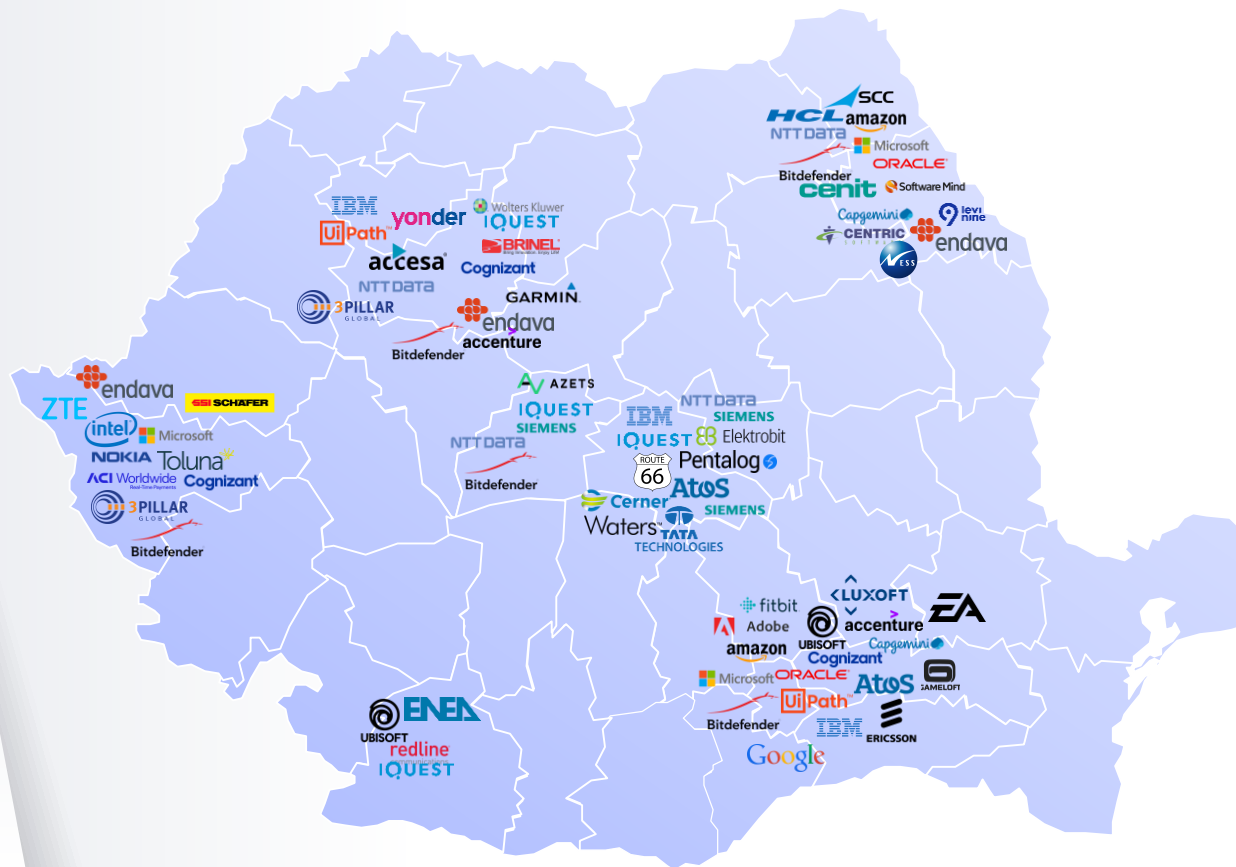 SCC
HCL
amazon
NTT DATA
Microsoft
ORACLE
Bitdefender
cenit
Software Mind
Capgemini
levi
nine
CENTRIC
endava
NESS
IBM
yonder
Wolters Kluwer
IQUEST
UiPath
BRINEL
accesa
Cognizant
NTT DATA
GARMIN
3PILLAR
GLOBAL
endava
accenture
Bitdefender
endava
ZTE
SSI SCHÄFER
intel
Microsoft
NOKIA
Toluna
ACI Worldwide
Real-Time Payments
Cognizant
3PILLAR
GLOBAL
Bitdefender
AZETS
IQUEST
SIEMENS
NTT DATA
Bitdefender
NTT DATA
IBM
SIEMENS
IQUEST
Elektrobit
ROUTE
66
Pentalog
Atos
Cerner
SIEMENS
Waters
TATA
TECHNOLOGIES
LUXOFT
fitbit
EA
Adobe
UBISOFT
accenture
amazon
Capgemini
Cognizant
Microsoft
ORACLE
Atos
GAMELOFT
UiPath
Bitdefender
IBM
ERICSSON
Google
UBISOFT
ENEA
redline
communications
IQUEST